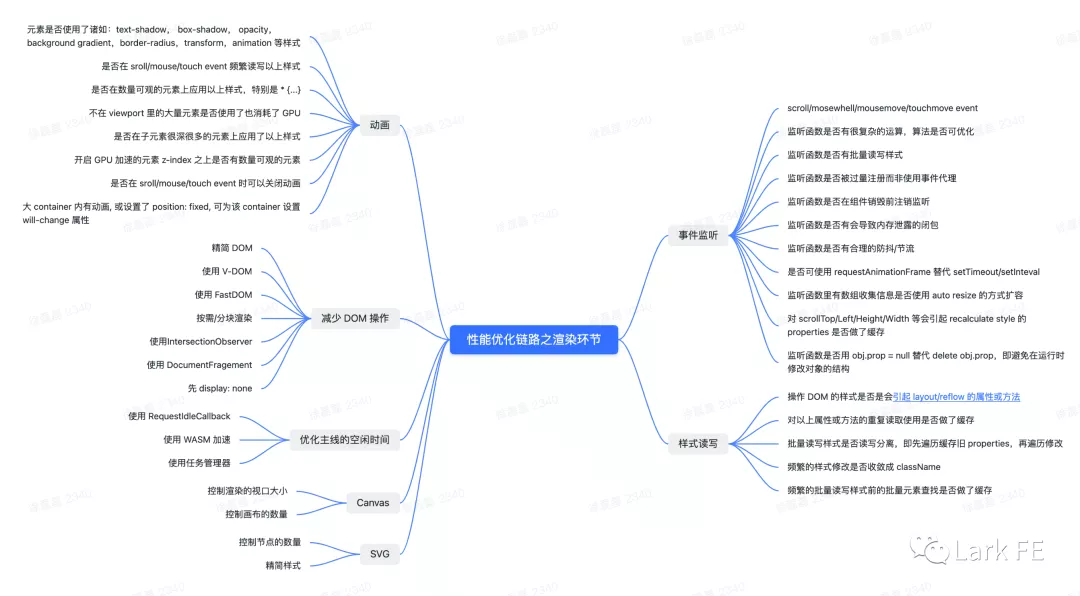 性能优化链路之渲染环节
动画
元素是否使用了诸如：text-shadow， box-shadow， opacity，
background gradient，border-radius，transform，animation 等样式
是否在 sroll/mouse/touch event 频繁读写以上样式
是否在数量可观的元素上应用以上样式，特别是 * {...}
不在 viewport 里的大量元素是否使用了也消耗了 GPU
是否在子元素很深很多的元素上应用了以上样式
开启 GPU 加速的元素 z-index 之上是否有数量可观的元素
是否在 sroll/mouse/touch event 时可以关闭动画
大 container 内有动画, 或设置了 position: fixed, 可为该 container 设置
will-change 属性
减少 DOM 操作
精简 DOM
使用 V-DOM
使用 FastDOM
按需/分块渲染
使用IntersectionObserver
使用 DocumentFragement
先 display: none
优化主线的空闲时间
使用 RequestIdleCallback
使用 WASM 加速
使用任务管理器
Canvas
控制渲染的视口大小
控制画布的数量
SVG
控制节点的数量
精简样式
事件监听
scroll/mosewhell/mousemove/touchmove event
监听函数是否有很复杂的运算，算法是否可优化
监听函数是否有批量读写样式
监听函数是否被过量注册而非使用事件代理
监听函数是否在组件销毁前注销监听
监听函数是否有会导致内存泄露的闭包
监听函数是否有合理的防抖/节流
是否可使用 requestAnimationFrame 替代 setTimeout/setInteval
监听函数里有数组收集信息是否使用 auto resize 的方式扩容
对 scrollTop/Left/Height/Width 等会引起 recalculate style 的
properties 是否做了缓存
监听函数是否用 obj.prop = null 替代 delete obj.prop，即避免在运行时
修改对象的结构
样式读写
操作 DOM 的样式是否是会引起 layout/reflow 的属性或方法
对以上属性或方法的重复读取使用是否做了缓存
批量读写样式是否读写分离，即先遍历缓存旧 properties，再遍历修改
频繁的样式修改是否收敛成 className
频繁的批量读写样式前的批量元素查找是否做了缓存
Lark FE